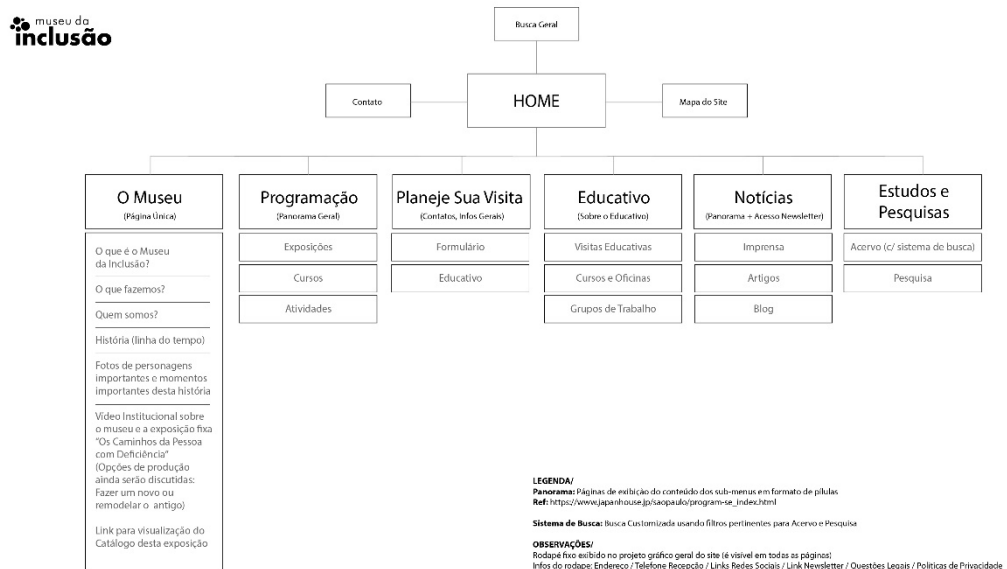 museu da
inclusão
Busca Geral
Contato
HOME
Mapa do Site
O Museu
(Página Única)
O que é o Museu
da Inclusão?
O que fazemos?
Quem somos?
História (linha do tempo)
Fotos de personagens
importantes e momentos
importantes desta história
Vídeo Institucional sobre
o museu e a exposição fixa
"Os Caminhos da Pessoa
com Deficiência"
(Opções de produção
ainda serão discutidas:
Fazer um novo ou
remodelar o antigo)
Link para visualização do
Catálogo desta exposição
Programação
(Panorama Geral)
Exposições
Cursos
Atividades
Planeje Sua Visita
(Contatos, Infos Gerais)
Formulário
Educativo
Educativo
(Sobre o Educativo)
Visitas Educativas
Cursos e Oficinas
Grupos de Trabalho
Notícias
(Panorama + Acesso Newsletter)
Imprensa
Artigos
Blog
Estudos e
Pesquisas
Acervo (c/ sistema de busca)
Pesquisa
LEGENDA/
Panorama: Páginas de exibição do conteúdo dos sub-menus em formato de pílulas
Ref: https://www.japanhouse.jp/saopaulo/program-se_index.html
Sistema de Busca: Busca Customizada usando filtros pertinentes para Acervo e Pesquisa
OBSERVAÇÕES/
Rodapé fixo exibido no projeto gráfico geral do site (é visível em todas as páginas)
Infos do rodape: Endereço / Telefone Recepção / Links Redes Sociais / Link Newsletter / Questões Legais / Políticas de Privacidade